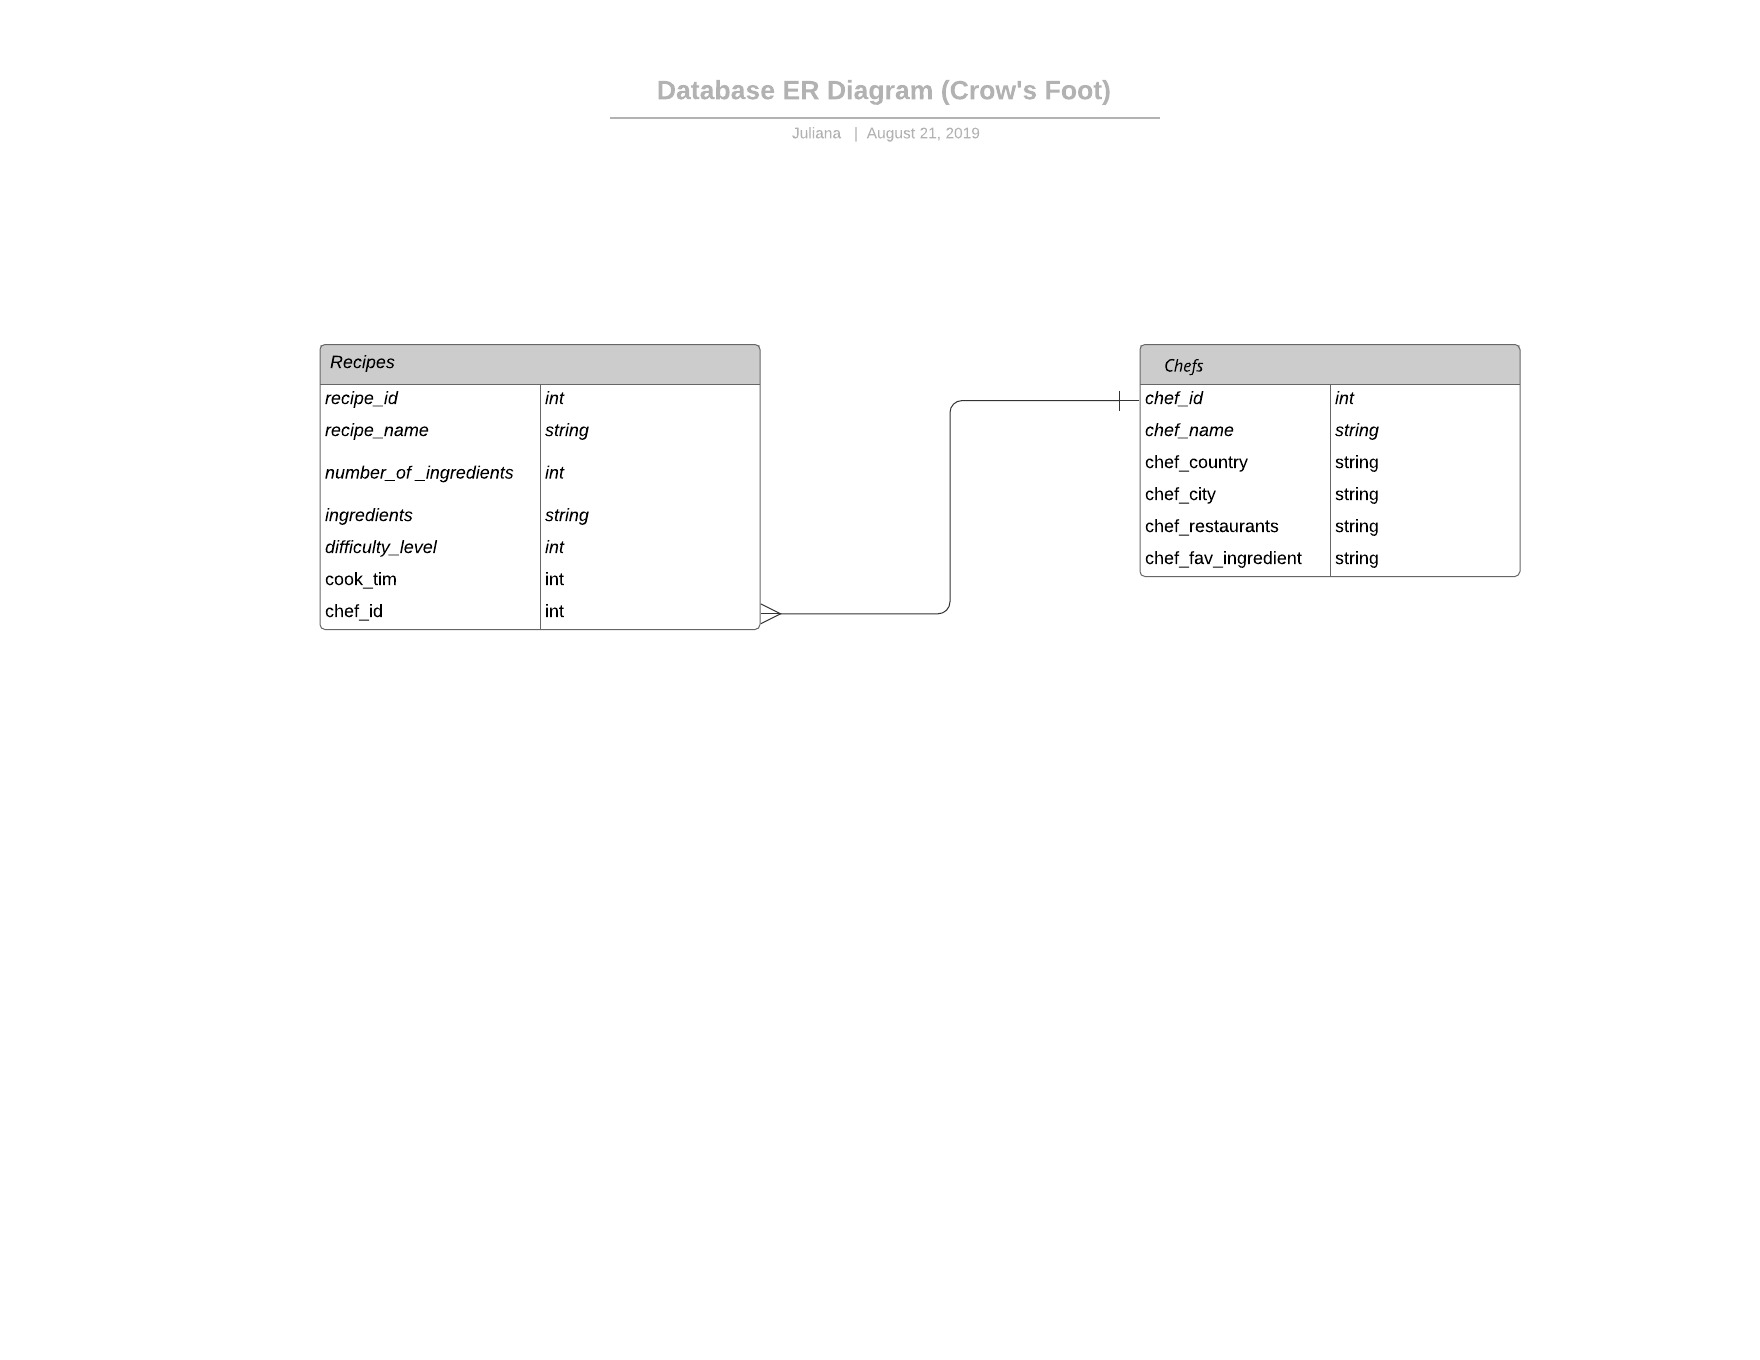 Database ER Diagram (Crow's Foot)
Juliana | August 21, 2019
Recipes
recipe_id int
recipe_name string
number_of _ingredients int
ingredients string
difficulty_level int
cook_tim int
chef_id int
Chefs
chef_id int
chef_name string
chef_country string
chef_city string
chef_restaurants string
chef_fav_ingredient string